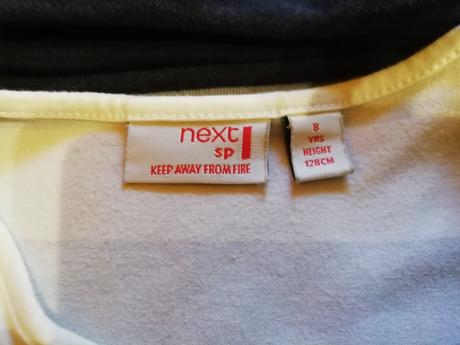 next
sp
KEEP AWAY FROM FIRE
8
YRS
HEIGHT
128CM